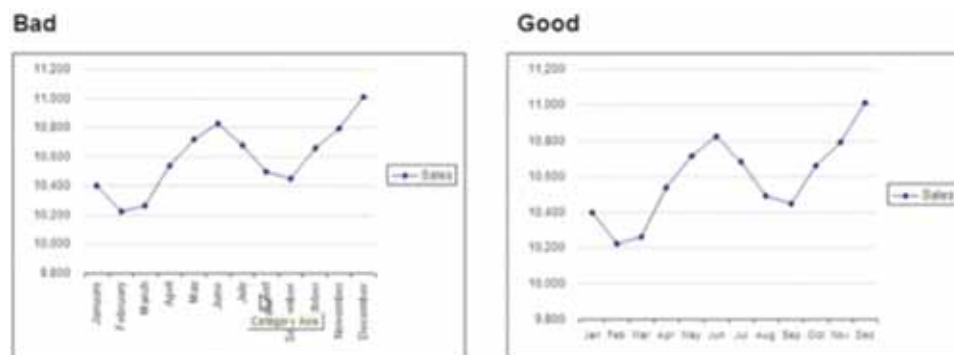 Bad
11,200
11,000
10,800
10,600
10,400
10,200
10,000
9,800
January
February
March
April
May
June
July
November
December
Category Axis
Sales
Good
11,200
11,000
10,800
10,600
10,400
10,200
10,000
9,800
Jan Feb Mar Apr May Jun Jul Aug Sep Oct Nov Dec
Sales